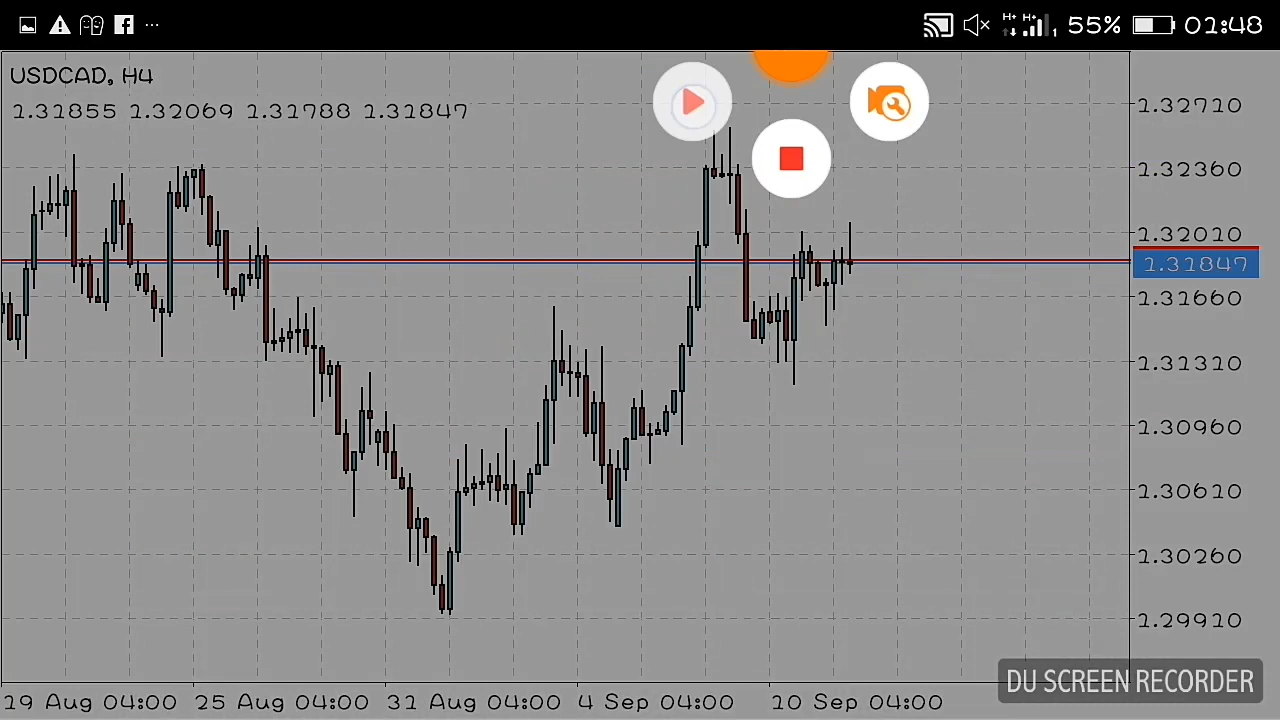 H+ H+ 1 55% 01:48
USDCAD, H4
1.31855 1.32069 1.31788 1.31847
1.32710
1.32360
1.32010
1.31847
1.31660
1.31310
1.30960
1.30610
1.30260
1.29910
DU SCREEN RECORDER
19 Aug 04:00 25 Aug 04:00 31 Aug 04:00 4 Sep 04:00 10 Sep 04:00